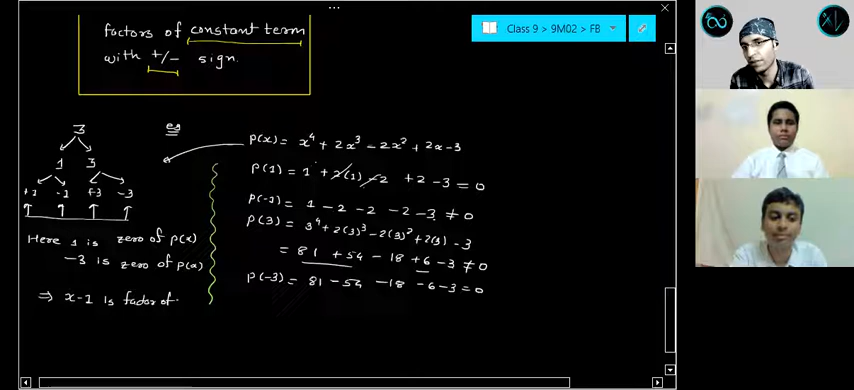 factors of constant term
with +/- sign.
Class 9 > 9M02 > FB
3
1 3
+1 -1 +3 -3
Here 1 is zero of p(x)
-3 is zero of p(x)
⇒ x-1 is factor of
eg
p(x) = x⁴ + 2x³ - 2x² + 2x - 3
p(1) = 1 + 2(1) - 2 + 2 - 3 = 0
p(-1) = 1 - 2 - 2 - 2 - 3 ≠ 0
p(3) = 3⁴ + 2(3)³ - 2(3)² + 2(3) - 3
= 81 + 54 - 18 + 6 - 3 ≠ 0
p(-3) = 81 - 54 - 18 - 6 - 3 = 0